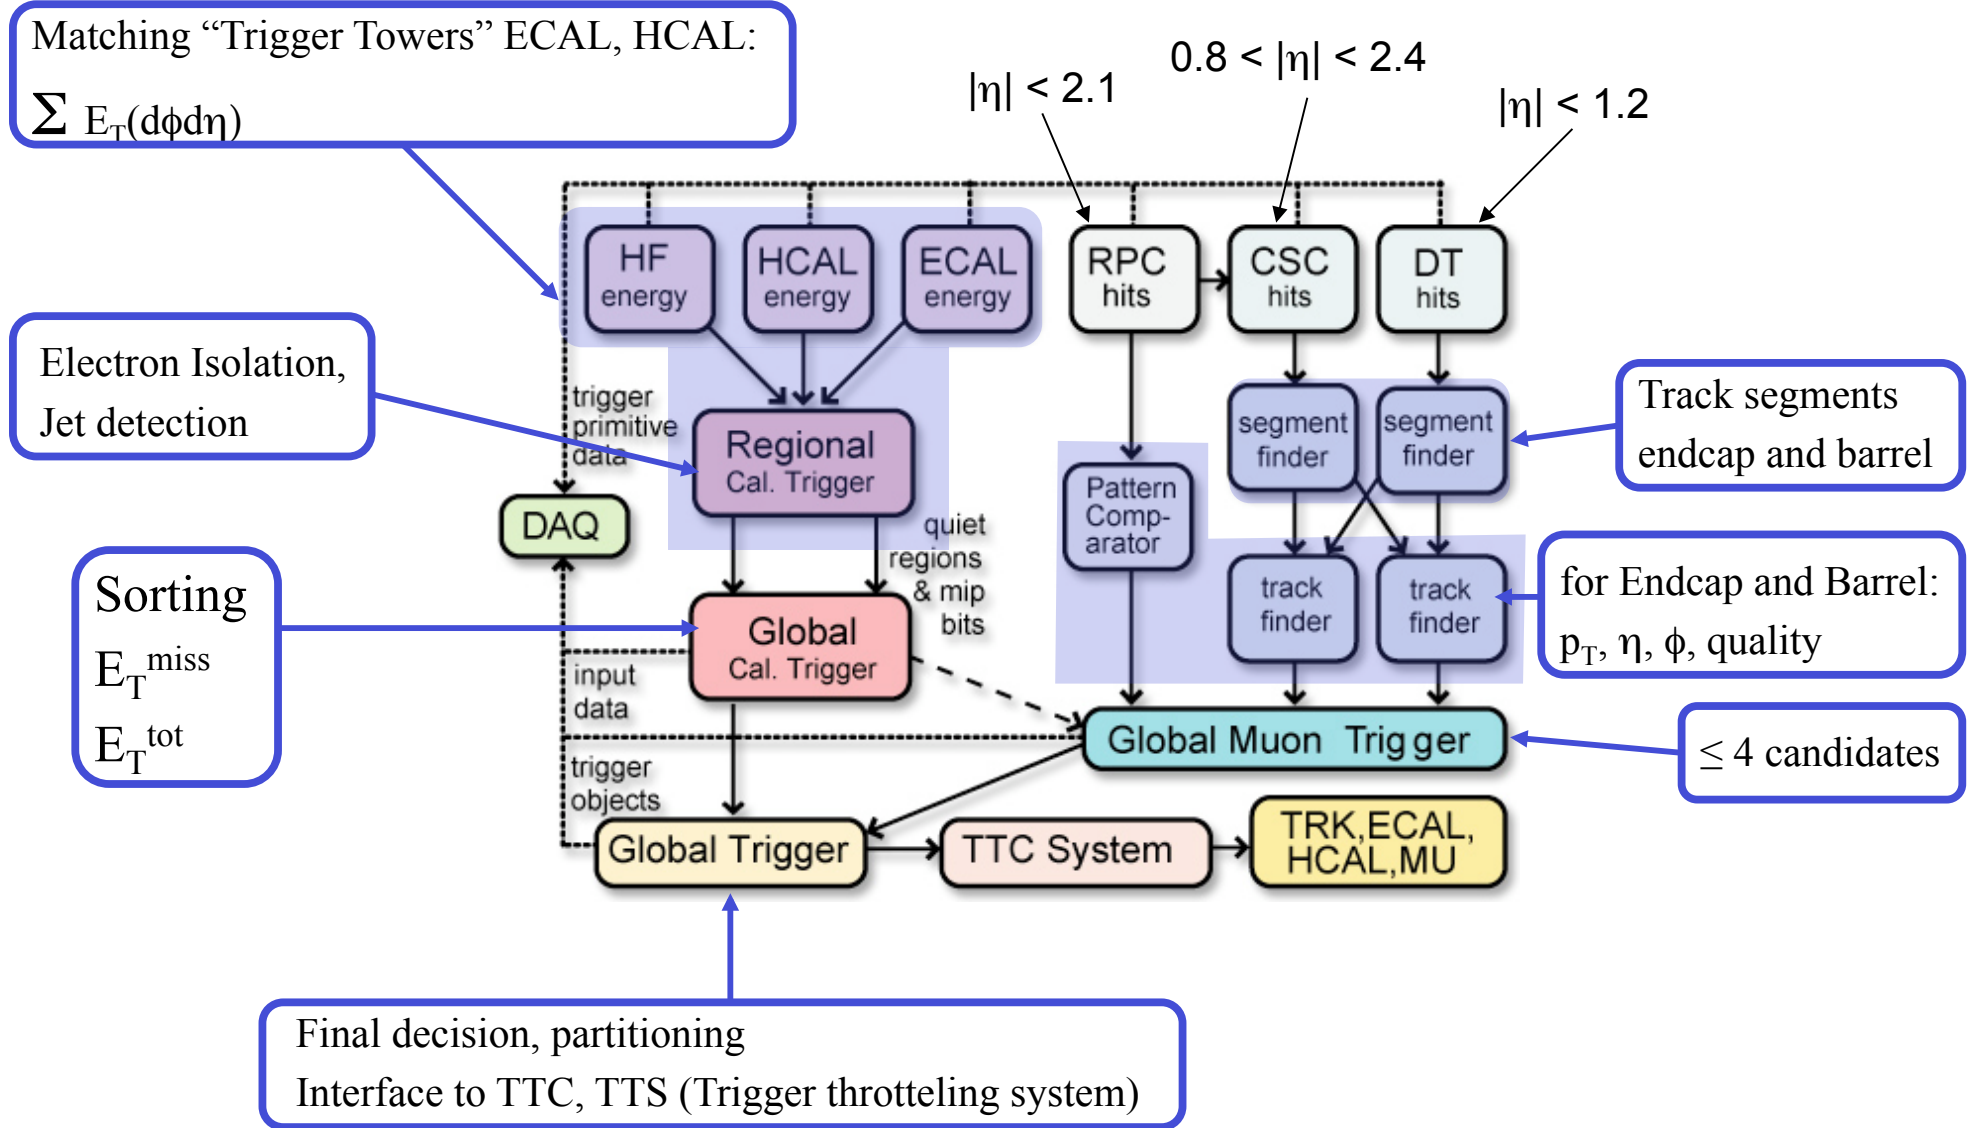 Matching “Trigger Towers” ECAL, HCAL:
Σ E_T(dϕdη)
|η| < 2.1
0.8 < |η| < 2.4
|η| < 1.2
HF
energy
HCAL
energy
ECAL
energy
RPC
hits
CSC
hits
DT
hits
Electron Isolation,
Jet detection
trigger
primitive
data
Regional
Cal. Trigger
segment
finder
segment
finder
Track segments
endcap and barrel
Pattern
Comp-
arator
DAQ
quiet
regions
& mip
bits
track
finder
track
finder
for Endcap and Barrel:
p_T, η, ϕ, quality
Sorting
E_T^miss
E_T^tot
Global
Cal. Trigger
input
data
Global Muon Trigger
≤ 4 candidates
trigger
objects
Global Trigger
TTC System
TRK,ECAL,
HCAL,MU
Final decision, partitioning
Interface to TTC, TTS (Trigger throtteling system)